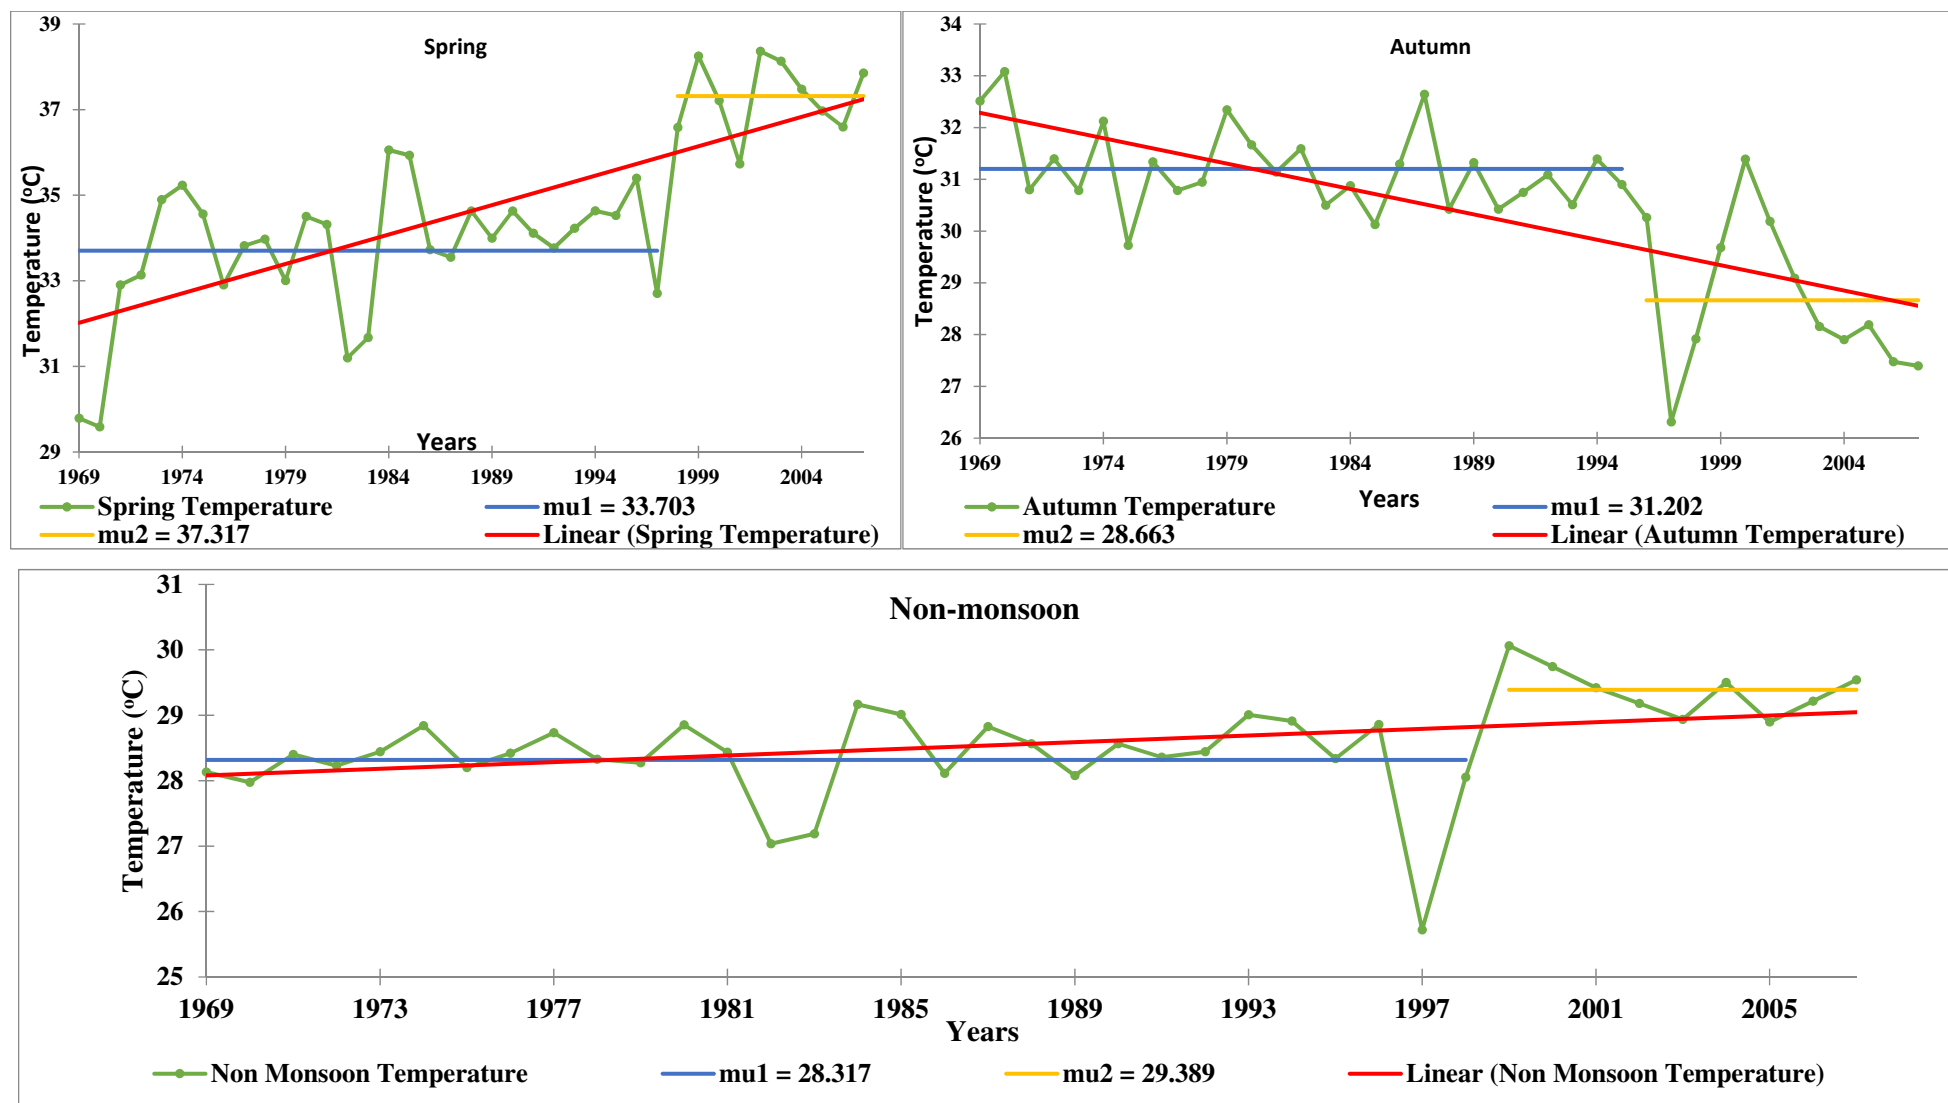 Spring
Temperature (oC)
39
37
35
33
31
29
1969 1974 1979 1984 1989 1994 1999 2004
Years
Spring Temperature mu1 = 33.703
mu2 = 37.317 Linear (Spring Temperature)
Autumn
Temperature (oC)
34
33
32
31
30
29
28
27
26
1969 1974 1979 1984 1989 1994 1999 2004
Years
Autumn Temperature mu1 = 31.202
mu2 = 28.663 Linear (Autumn Temperature)
Non-monsoon
Temperature (oC)
31
30
29
28
27
26
25
1969 1973 1977 1981 1985 1989 1993 1997 2001 2005
Years
Non Monsoon Temperature mu1 = 28.317 mu2 = 29.389 Linear (Non Monsoon Temperature)